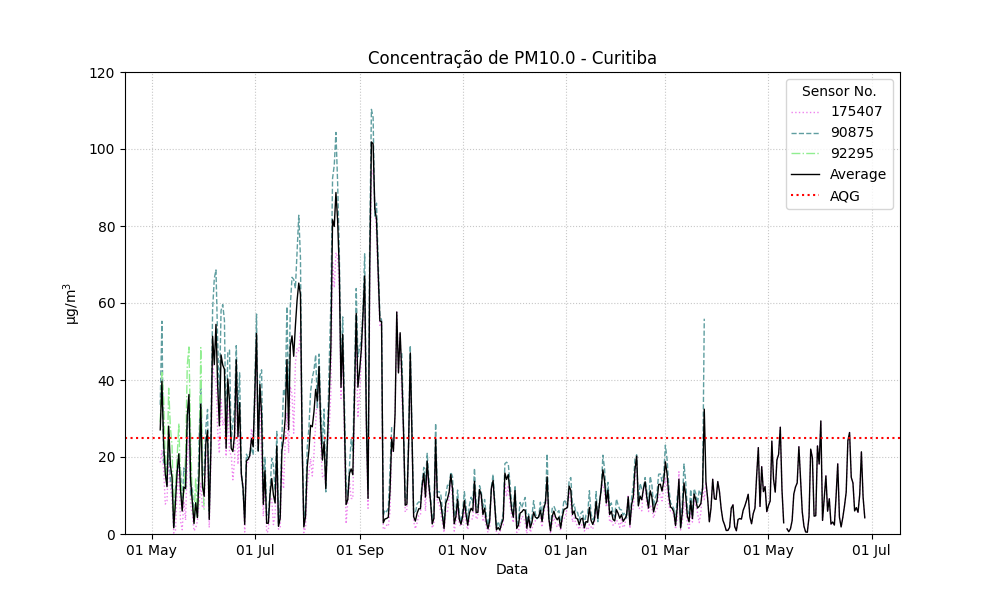 Concentração de PM10.0 - Curitiba
120
100
80
60
40
20
0
μg/m³
01 May
01 Jul
01 Sep
01 Nov
01 Jan
01 Mar
01 May
01 Jul
Data
Sensor No.
175407
90875
92295
Average
AQG